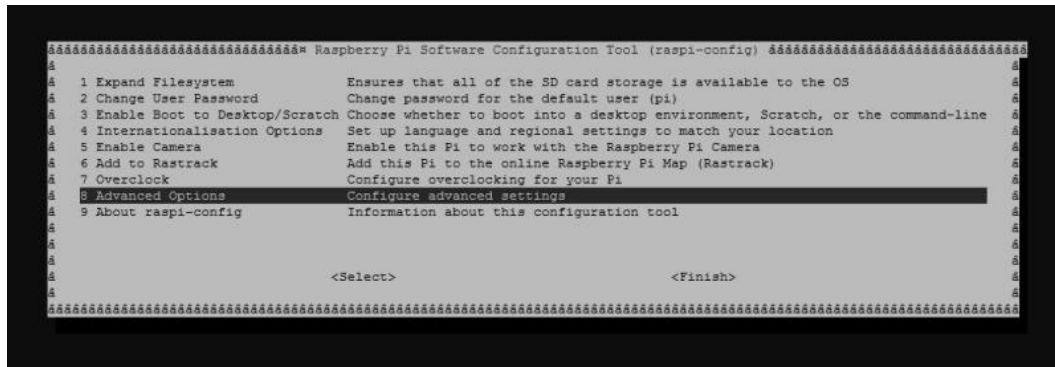 Raspberry Pi Software Configuration Tool (raspi-config)
1 Expand Filesystem Ensures that all of the SD card storage is available to the OS
2 Change User Password Change password for the default user (pi)
3 Enable Boot to Desktop/Scratch Choose whether to boot into a desktop environment, Scratch, or the command-line
4 Internationalisation Options Set up language and regional settings to match your location
5 Enable Camera Enable this Pi to work with the Raspberry Pi Camera
6 Add to Rastrack Add this Pi to the online Raspberry Pi Map (Rastrack)
7 Overclock Configure overclocking for your Pi
8 Advanced Options Configure advanced settings
9 About raspi-config Information about this configuration tool
<Select> <Finish>